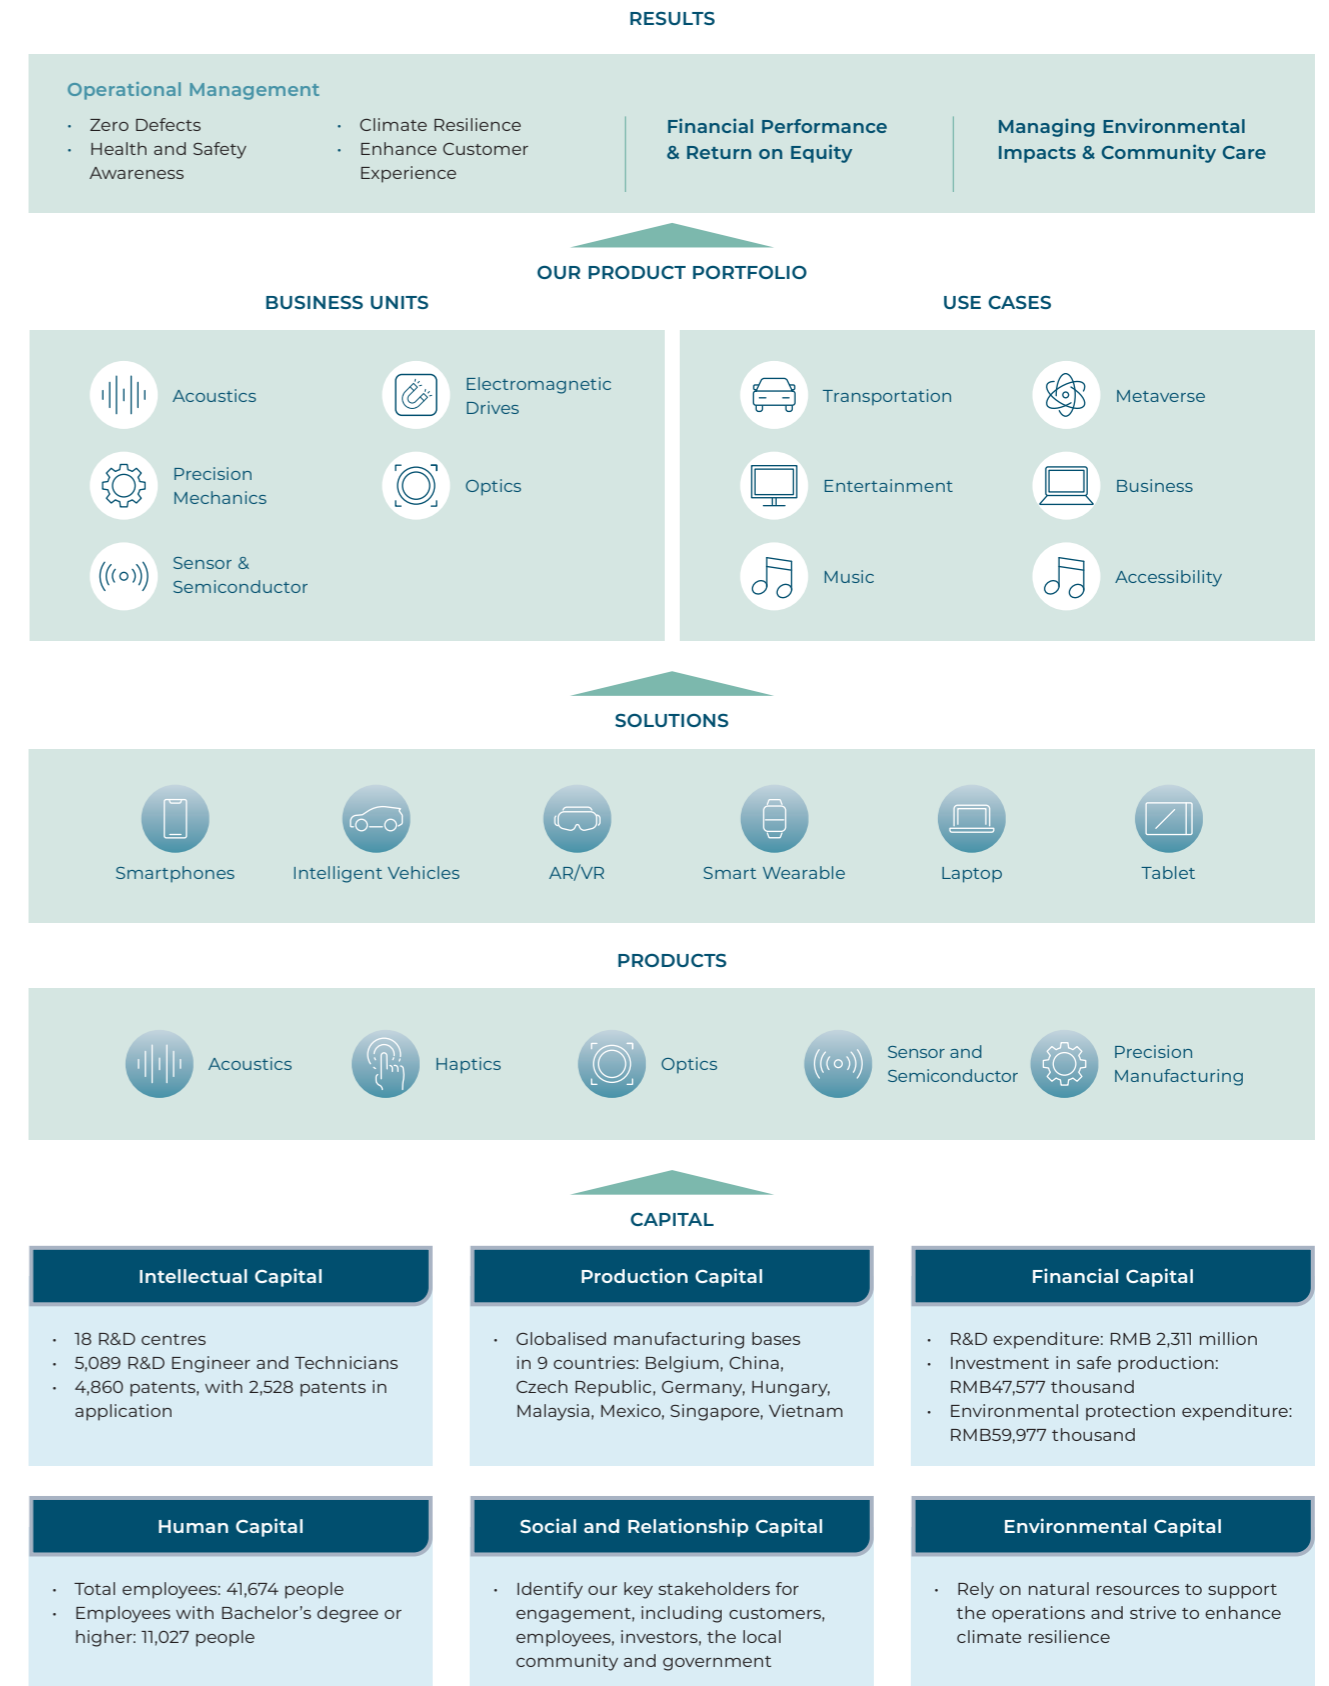 RESULTS
Operational Management
• Zero Defects
• Health and Safety
Awareness
• Climate Resilience
• Enhance Customer
Experience
Financial Performance
& Return on Equity
Managing Environmental
Impacts & Community Care
OUR PRODUCT PORTFOLIO
BUSINESS UNITS
Acoustics
Electromagnetic
Drives
Precision
Mechanics
Optics
Sensor &
Semiconductor
USE CASES
Transportation
Metaverse
Entertainment
Business
Music
Accessibility
SOLUTIONS
Smartphones
Intelligent Vehicles
AR/VR
Smart Wearable
Laptop
Tablet
PRODUCTS
Acoustics
Haptics
Optics
Sensor and
Semiconductor
Precision
Manufacturing
CAPITAL
Intellectual Capital
• 18 R&D centres
• 5,089 R&D Engineer and Technicians
• 4,860 patents, with 2,528 patents in
application
Production Capital
• Globalised manufacturing bases
in 9 countries: Belgium, China,
Czech Republic, Germany, Hungary,
Malaysia, Mexico, Singapore, Vietnam
Financial Capital
• R&D expenditure: RMB 2,311 million
• Investment in safe production:
RMB47,577 thousand
• Environmental protection expenditure:
RMB59,977 thousand
Human Capital
• Total employees: 41,674 people
• Employees with Bachelor's degree or
higher: 11,027 people
Social and Relationship Capital
• Identify our key stakeholders for
engagement, including customers,
employees, investors, the local
community and government
Environmental Capital
• Rely on natural resources to support
the operations and strive to enhance
climate resilience